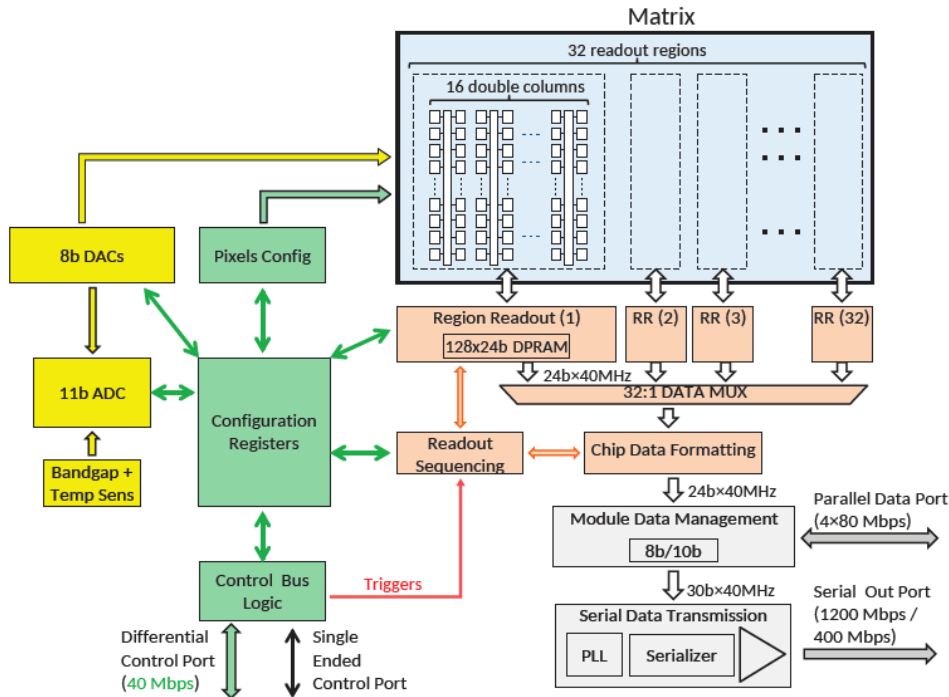 Matrix
32 readout regions
16 double columns
8b DACs
Pixels Config
Region Readout (1)
128x24b DPRAM
RR (2)
RR (3)
RR (32)
24b×40MHz
32:1 DATA MUX
11b ADC
Configuration
Registers
Readout
Sequencing
Chip Data Formatting
Bandgap +
Temp Sens
24b×40MHz
Module Data Management
8b/10b
Parallel Data Port
(4×80 Mbps)
Control Bus
Logic
Triggers
30b×40MHz
Serial Data Transmission
PLL
Serializer
Serial Out Port
(1200 Mbps /
400 Mbps)
Differential
Control Port
(40 Mbps)
Single
Ended
Control Port